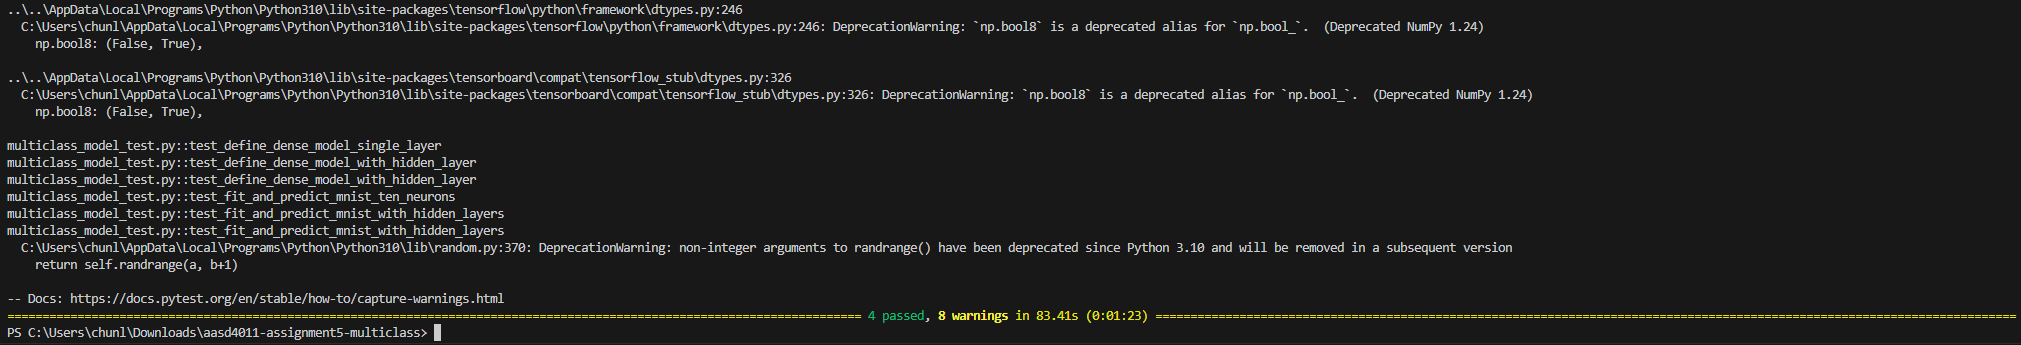 ..\..\AppData\Local\Programs\Python\Python310\lib\site-packages\tensorflow\python\framework\dtypes.py:246
  C:\Users\chunl\AppData\Local\Programs\Python\Python310\lib\site-packages\tensorflow\python\framework\dtypes.py:246: DeprecationWarning: `np.bool8` is a deprecated alias for `np.bool_`.  (Deprecated NumPy 1.24)
    np.bool8: (False, True),

..\..\AppData\Local\Programs\Python\Python310\lib\site-packages\tensorboard\compat\tensorflow_stub\dtypes.py:326
  C:\Users\chunl\AppData\Local\Programs\Python\Python310\lib\site-packages\tensorboard\compat\tensorflow_stub\dtypes.py:326: DeprecationWarning: `np.bool8` is a deprecated alias for `np.bool_`.  (Deprecated NumPy 1.24)
    np.bool8: (False, True),

multiclass_model_test.py::test_define_dense_model_single_layer
multiclass_model_test.py::test_define_dense_model_with_hidden_layer
multiclass_model_test.py::test_define_dense_model_with_hidden_layer
multiclass_model_test.py::test_fit_and_predict_mnist_ten_neurons
multiclass_model_test.py::test_fit_and_predict_mnist_with_hidden_layers
multiclass_model_test.py::test_fit_and_predict_mnist_with_hidden_layers
  C:\Users\chunl\AppData\Local\Programs\Python\Python310\lib\random.py:370: DeprecationWarning: non-integer arguments to randrange() have been deprecated since Python 3.10 and will be removed in a subsequent version
    return self.randrange(a, b+1)

-- Docs: https://docs.pytest.org/en/stable/how-to/capture-warnings.html
========== 4 passed, 8 warnings in 83.41s (0:01:23) ==========
PS C:\Users\chunl\Downloads\aasd4011-assignment5-multiclass>